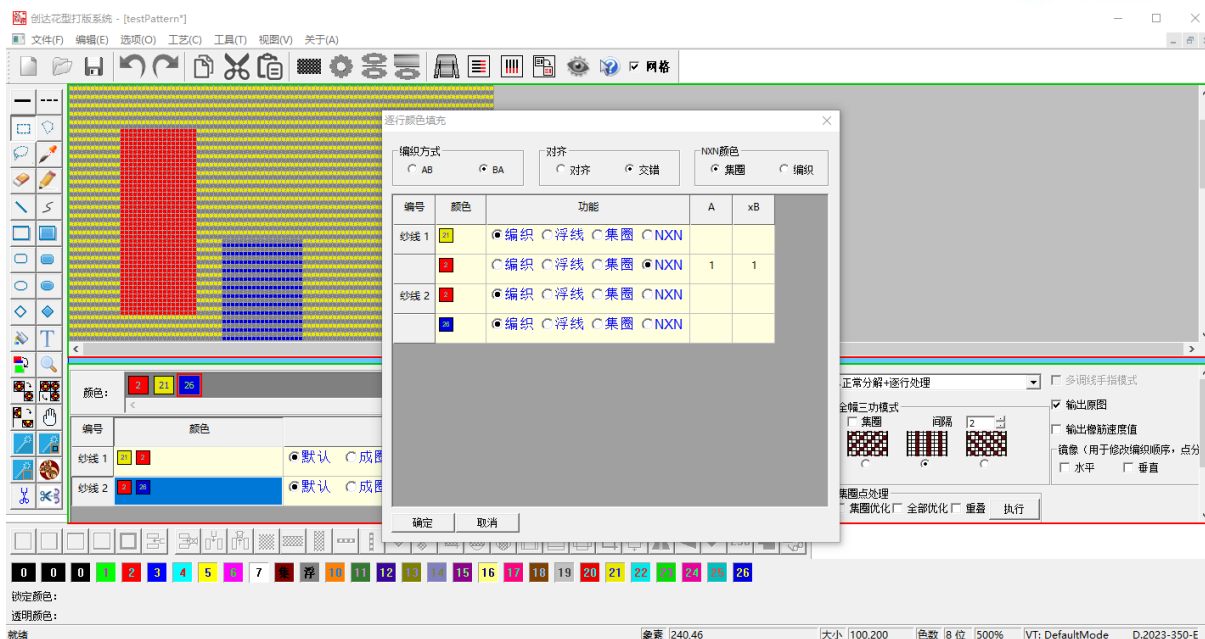 创达花型打版系统 - [testPattern*]
文件(F) 编辑(E) 选项(O) 工艺(C) 工具(T) 视图(V) 关于(A)
网格
逐行颜色填充
编织方式 对齐 NXN颜色
AB BA 对齐 交错 集圈 编织
编号 颜色 功能 A xB
纱线 1 21 编织 浮线 集圈 NXN
2 编织 浮线 集圈 NXN 1 1
纱线 2 2 编织 浮线 集圈 NXN
26 编织 浮线 集圈 NXN
确定 取消
颜色: 2 21 26
编号 颜色
纱线 1 21 2 默认 成圈
纱线 2 2 26 默认 成圈
正常分解+逐行处理 多调线手指模式
全幅三功模式 输出原图
集圈 间隔 2 输出橡筋速度值
镜像 (用于修改编织顺序, 点分
水平 垂直
集圈点处理
集圈优化 全部优化 重叠 执行
0 0 0 1 2 3 4 5 6 7 集 浮 10 11 12 13 14 15 16 17 18 19 20 21 22 23 24 25 26
锁定颜色:
透明颜色:
就绪 象素 240.46 大小 100.200 色数 8 位 500% VT: DefaultMode D.2023-350-E